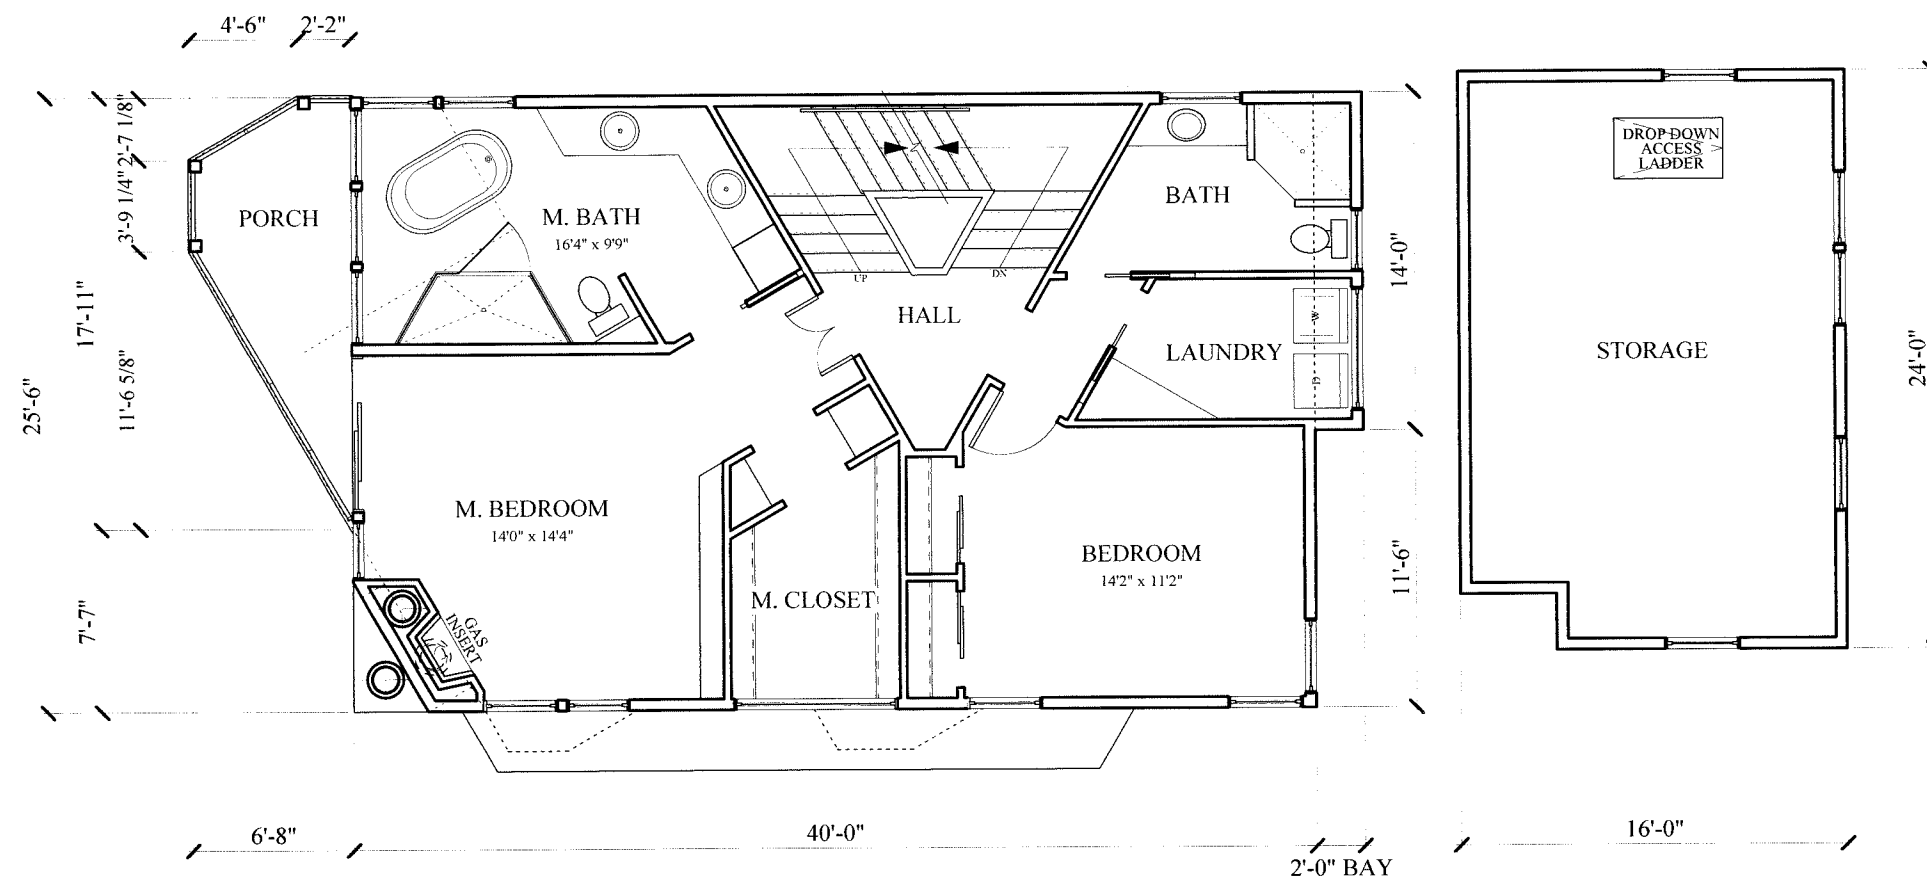 4'-6"
2'-2"
2'-7 1/8"
3'-9 1/4"
11'-6 5/8"
17'-11"
25'-6"
7'-7"
PORCH
M. BATH
16'4" x 9'9"
UP
DN
HALL
BATH
LAUNDRY
W
D
14'-0"
11'-6"
M. BEDROOM
14'0" x 14'4"
GAS
INSERT
M. CLOSET
BEDROOM
14'2" x 11'2"
DROP DOWN
ACCESS
LADDER
STORAGE
24'-0"
6'-8"
40'-0"
2'-0" BAY
16'-0"